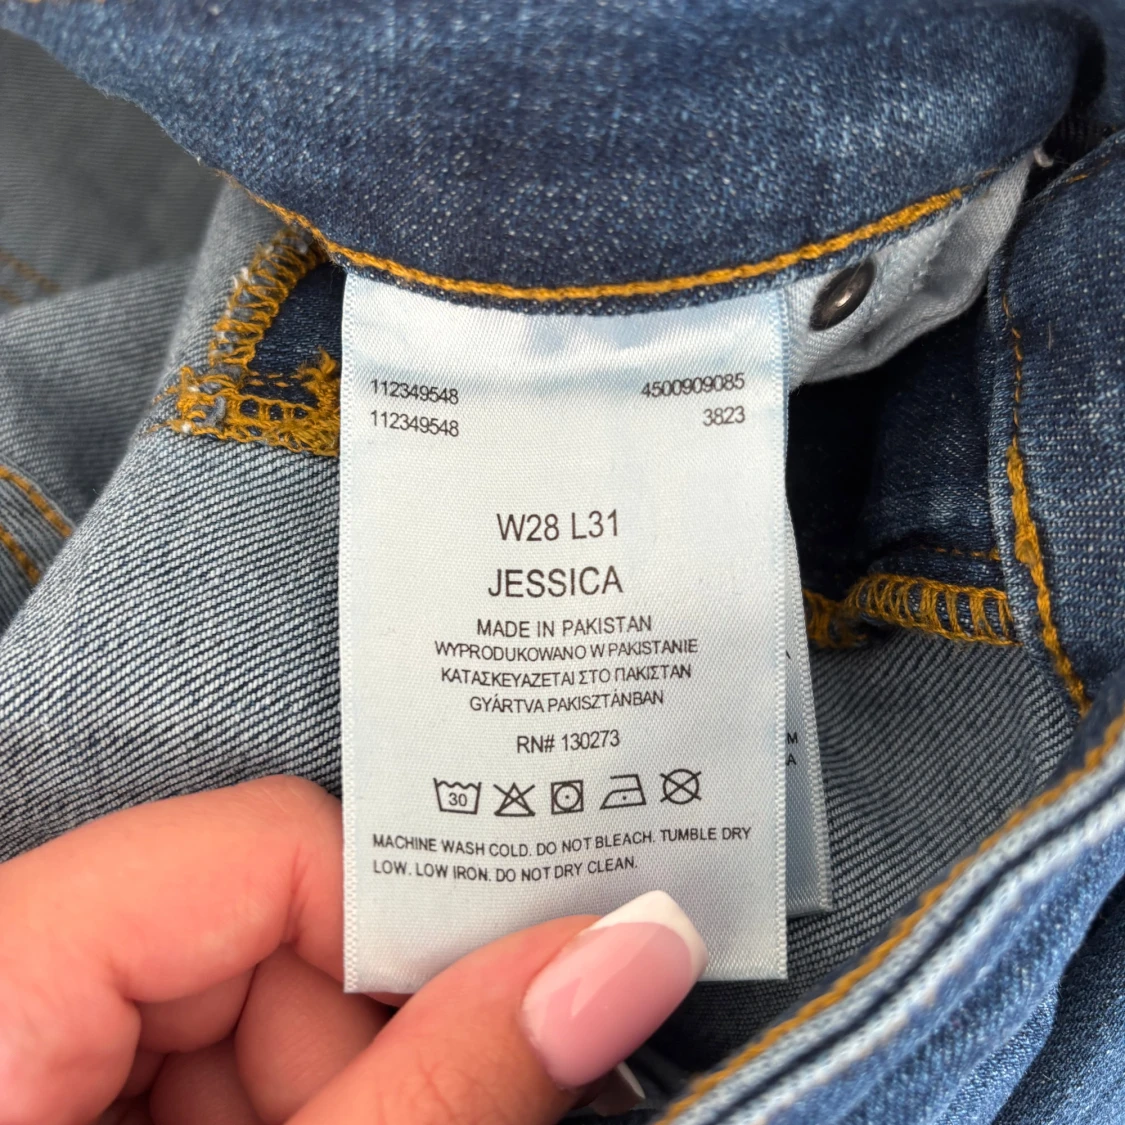 112349548 4500909085
112349548 3823
W28 L31
JESSICA
MADE IN PAKISTAN
WYPRODUKOWANO W PAKISTANIE
ΚΑΤΑΣΚΕΥΑΖΕΤΑΙ ΣΤΟ ΠΑΚΙΣΤΑΝ
GYÁRTVA PAKISZTÁNBAN
RN# 130273
30
MACHINE WASH COLD. DO NOT BLEACH. TUMBLE DRY
LOW. LOW IRON. DO NOT DRY CLEAN.